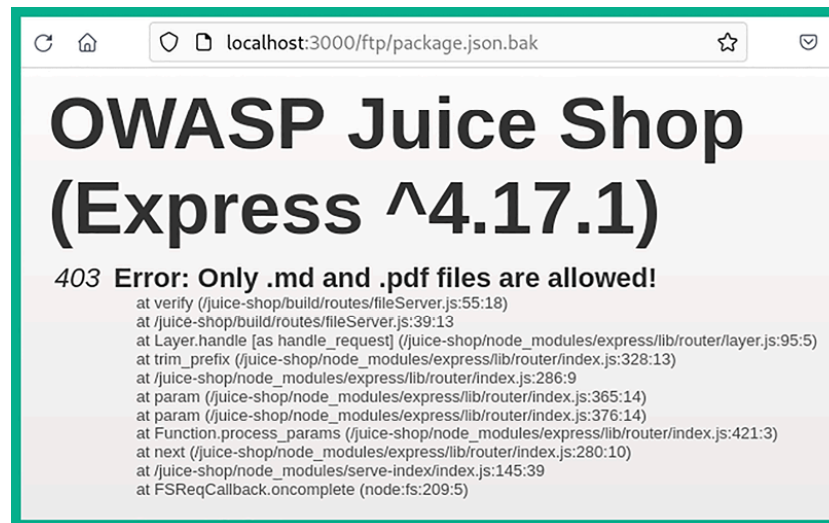 localhost:3000/ftp/package.json.bak
OWASP Juice Shop
(Express ^4.17.1)
403 Error: Only .md and .pdf files are allowed!
at verify (/juice-shop/build/routes/fileServer.js:55:18)
at /juice-shop/build/routes/fileServer.js:39:13
at Layer.handle [as handle_request] (/juice-shop/node_modules/express/lib/router/layer.js:95:5)
at trim_prefix (/juice-shop/node_modules/express/lib/router/index.js:328:13)
at /juice-shop/node_modules/express/lib/router/index.js:286:9
at param (/juice-shop/node_modules/express/lib/router/index.js:365:14)
at param (/juice-shop/node_modules/express/lib/router/index.js:376:14)
at Function.process_params (/juice-shop/node_modules/express/lib/router/index.js:421:3)
at next (/juice-shop/node_modules/express/lib/router/index.js:280:10)
at /juice-shop/node_modules/serve-index/index.js:145:39
at FSReqCallback.oncomplete (node:fs:209:5)